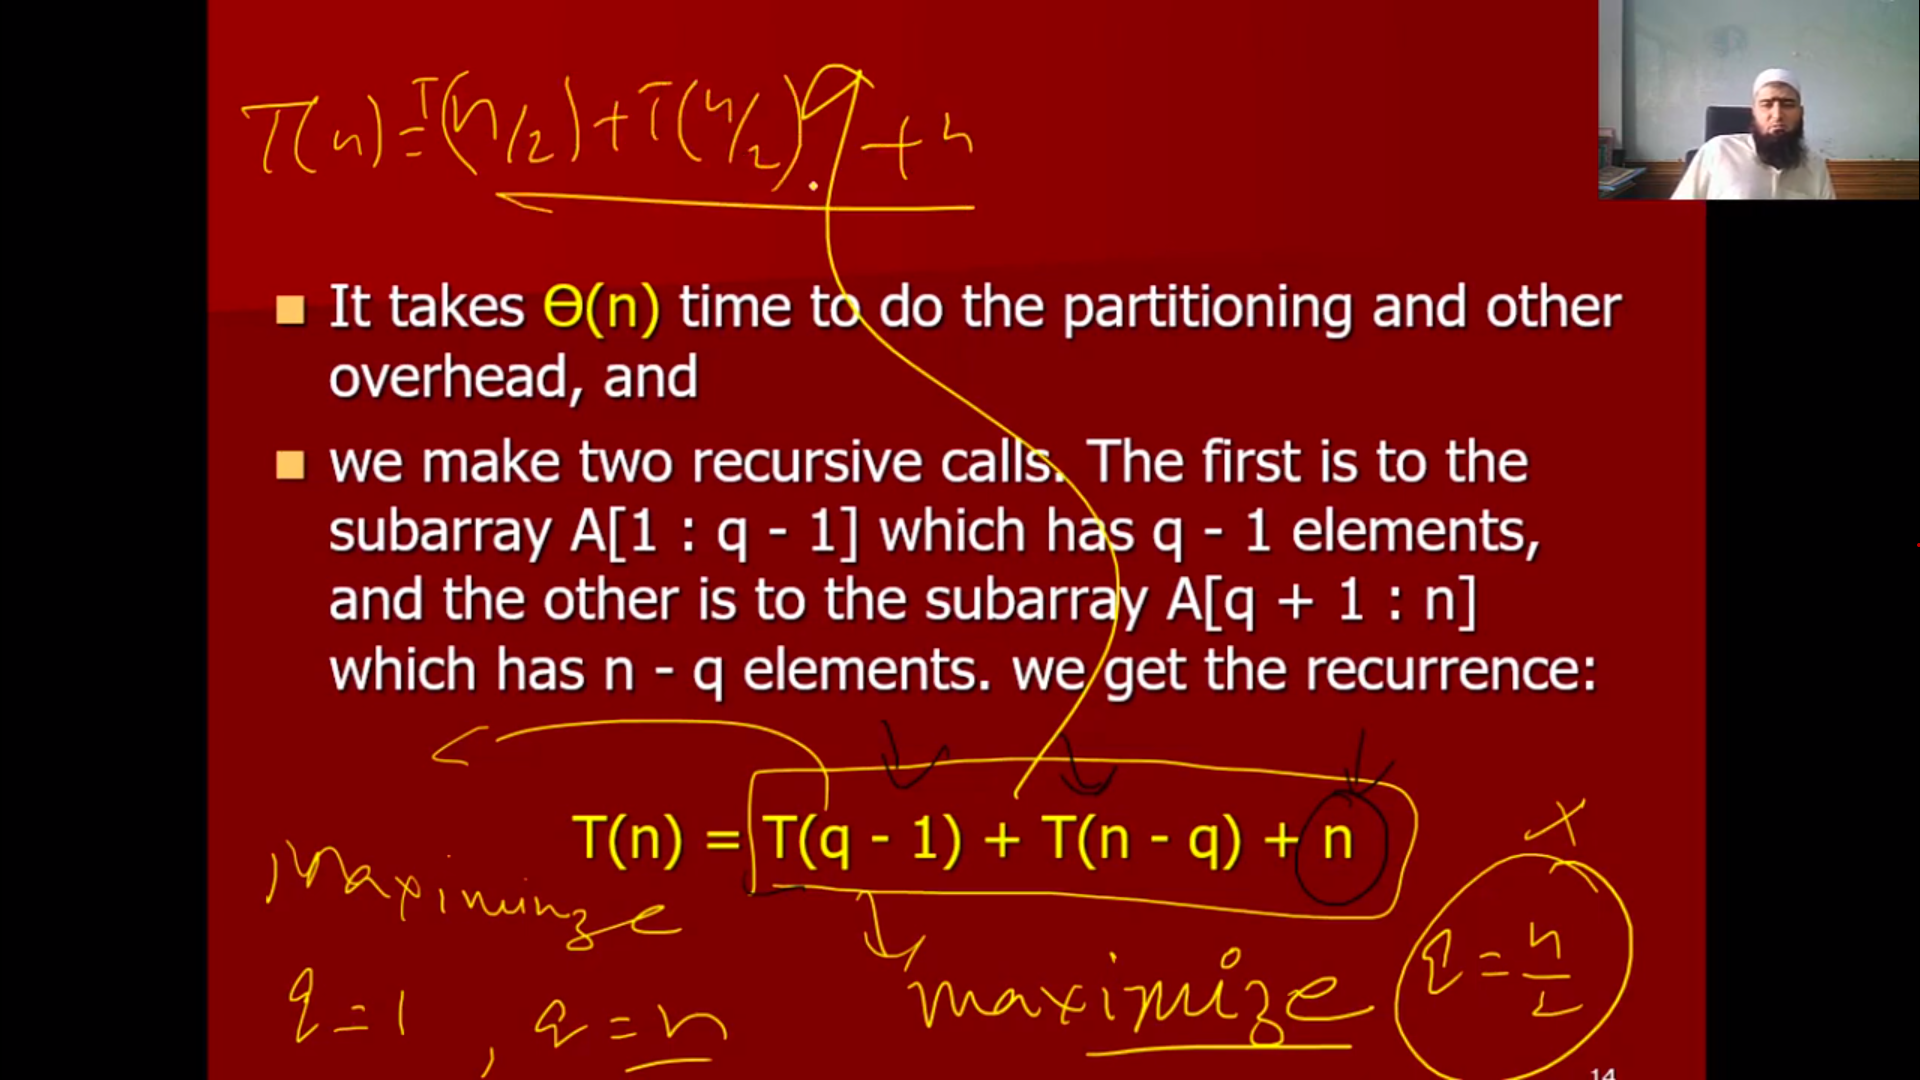 T(n) = T(n/2) + T(n/2) + n
q
■ It takes Θ(n) time to do the partitioning and other
overhead, and
■ we make two recursive calls. The first is to the
subarray A[1 : q - 1] which has q - 1 elements,
and the other is to the subarray A[q + 1 : n]
which has n - q elements. we get the recurrence:
T(n) = T(q - 1) + T(n - q) + n
x
maximinze
q = n/2
maximize
q = 1 , q = n
14